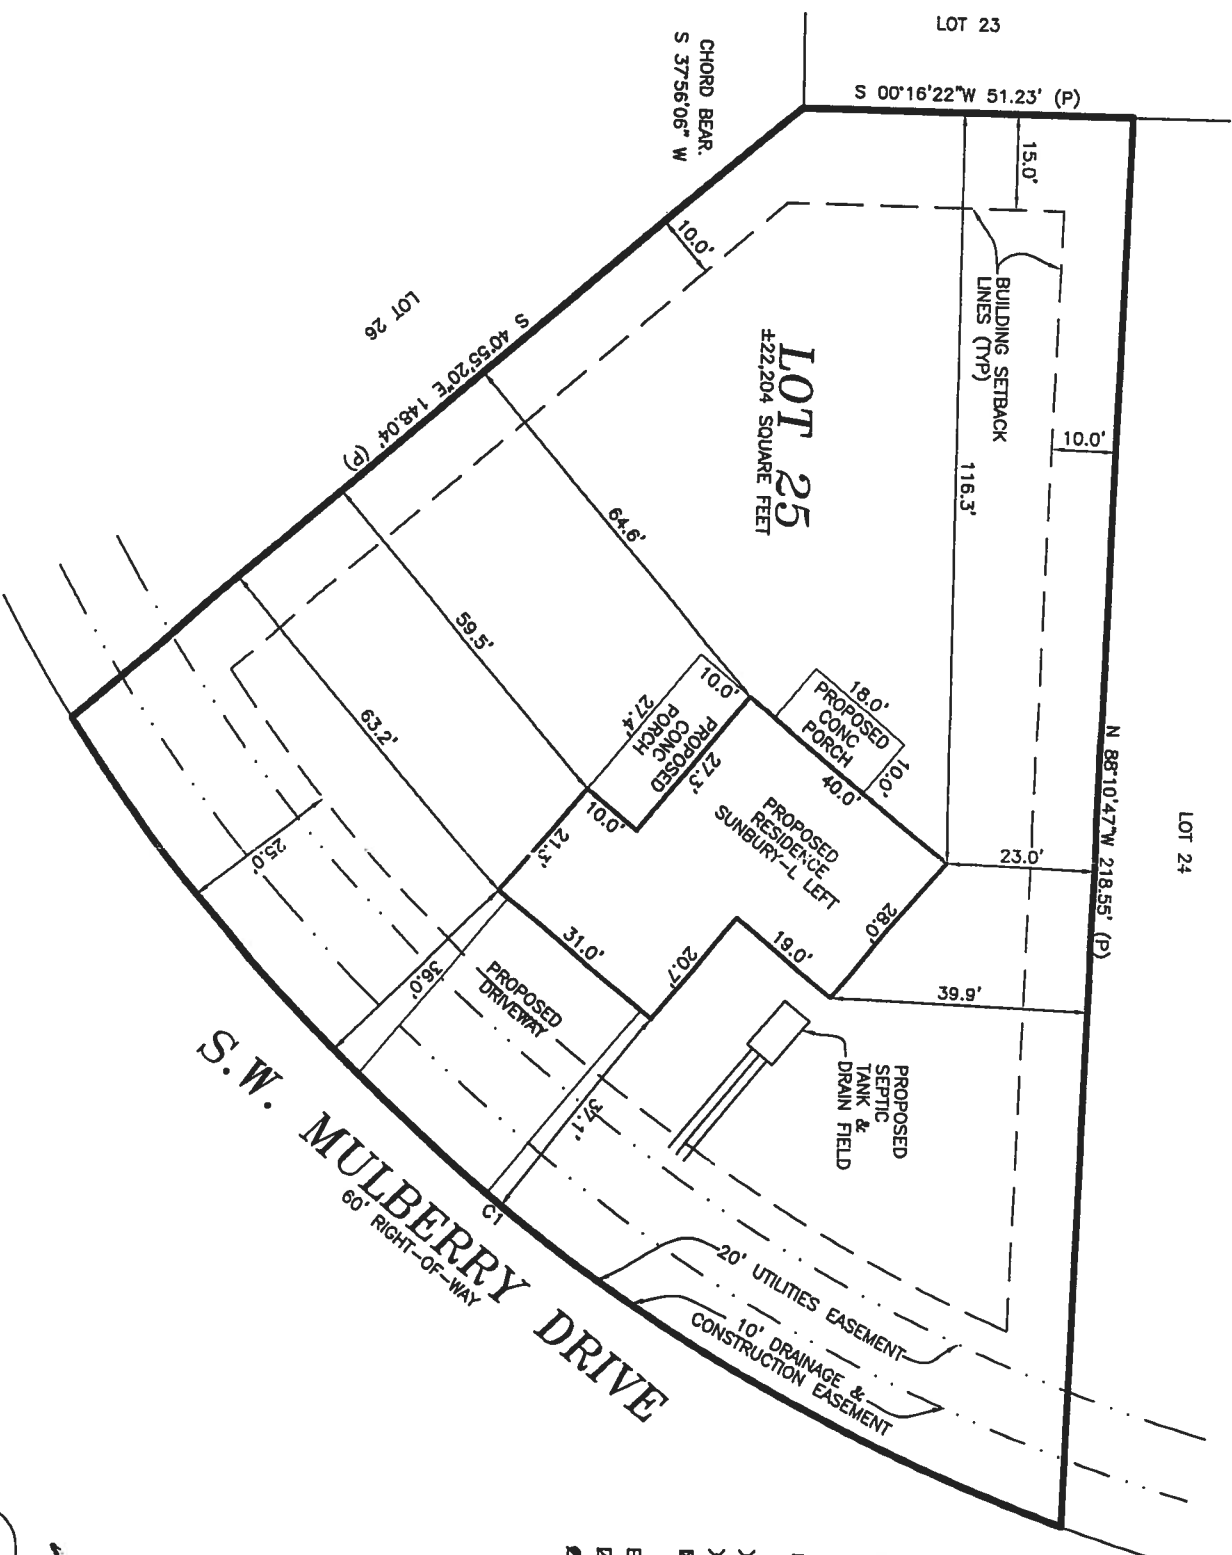 LOT 23
S 00°16'22"W 51.23' (P)
CHORD BEAR.
S 37°56'06" W
15.0'
10.0'
BUILDING SETBACK
LINES (TYP)
10.0'
116.3'
LOT 26
S 40°55'20"E 148.04' (P)
LOT 25
±22,204 SQUARE FEET
64.6'
59.5'
63.2'
N 88°10'47"W 218.55' (P)
LOT 24
18.0'
PROPOSED
CONC
PORCH
10.0'
40.0'
10.0'
27.4'
PROPOSED
CONC
PORCH
27.3'
10.0'
21.3'
PROPOSED
RESIDENCE
SUNBURY-L LEFT
23.0'
28.0'
19.0'
20.7'
31.0'
39.9'
25.0'
36.0'
PROPOSED
DRIVEWAY
37.1'
PROPOSED
SEPTIC
TANK &
DRAIN FIELD
C1
S.W. MULBERRY DRIVE
60' RIGHT-OF-WAY
20' UTILITIES EASEMENT
10' DRAINAGE &
CONSTRUCTION EASEMENT